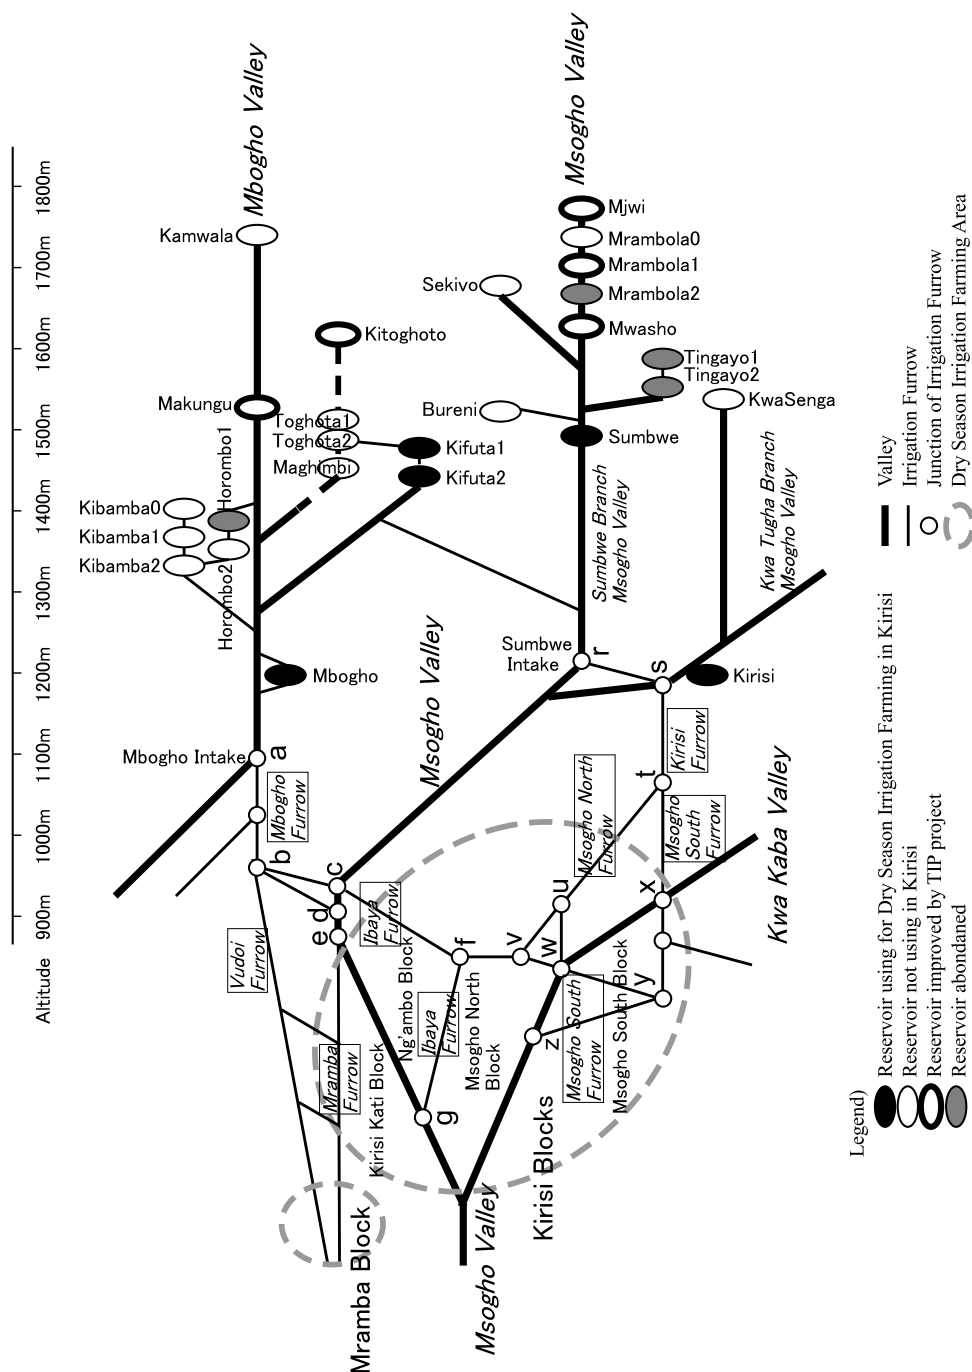 Altitude
900m
1000m
1100m
1200m
1300m
1400m
1500m
1600m
1700m
1800m
Mbogho Valley
Msogho Valley
Kamwala
Makungu
Kitoghoto
Toghota1
Toghota2
Maghimbi
Kifuta1
Kifuta2
Kibamba0
Kibamba1
Kibamba2
Horombo1
Horombo2
Mbogho
Mbogho Intake
a
Mbogho
Furrow
b
Vudoi
Furrow
c
d
e
Ibaya
Furrow
Mjwi
Mrambola0
Mrambola1
Mrambola2
Mwasho
Sekivo
Bureni
Tingayo1
Tingayo2
KwaSenga
Sumbwe
Sumbwe Branch
Msogho Valley
Kwa Tugha Branch
Msogho Valley
Sumbwe
Intake
r
s
Kirisi
Msogho Valley
Kirisi
Furrow
t
Msogho North
Furrow
Msogho
South
Furrow
Kwa Kaba Valley
u
v
w
x
y
z
f
g
Ng'ambo Block
Ibaya
Furrow
Msogho North
Block
Msogho South
Furrow
Msogho South Block
Mramba
Furrow
Kirisi Kati Block
Kirisi Blocks
Mramba Block
Msogho Valley
Legend)
Reservoir using for Dry Season Irrigation Farming in Kirisi
Reservoir not using in Kirisi
Reservoir improved by TIP project
Reservoir abondaned
Valley
Irrigation Furrow
Junction of Irrigation Furrow
Dry Season Irrigation Farming Area